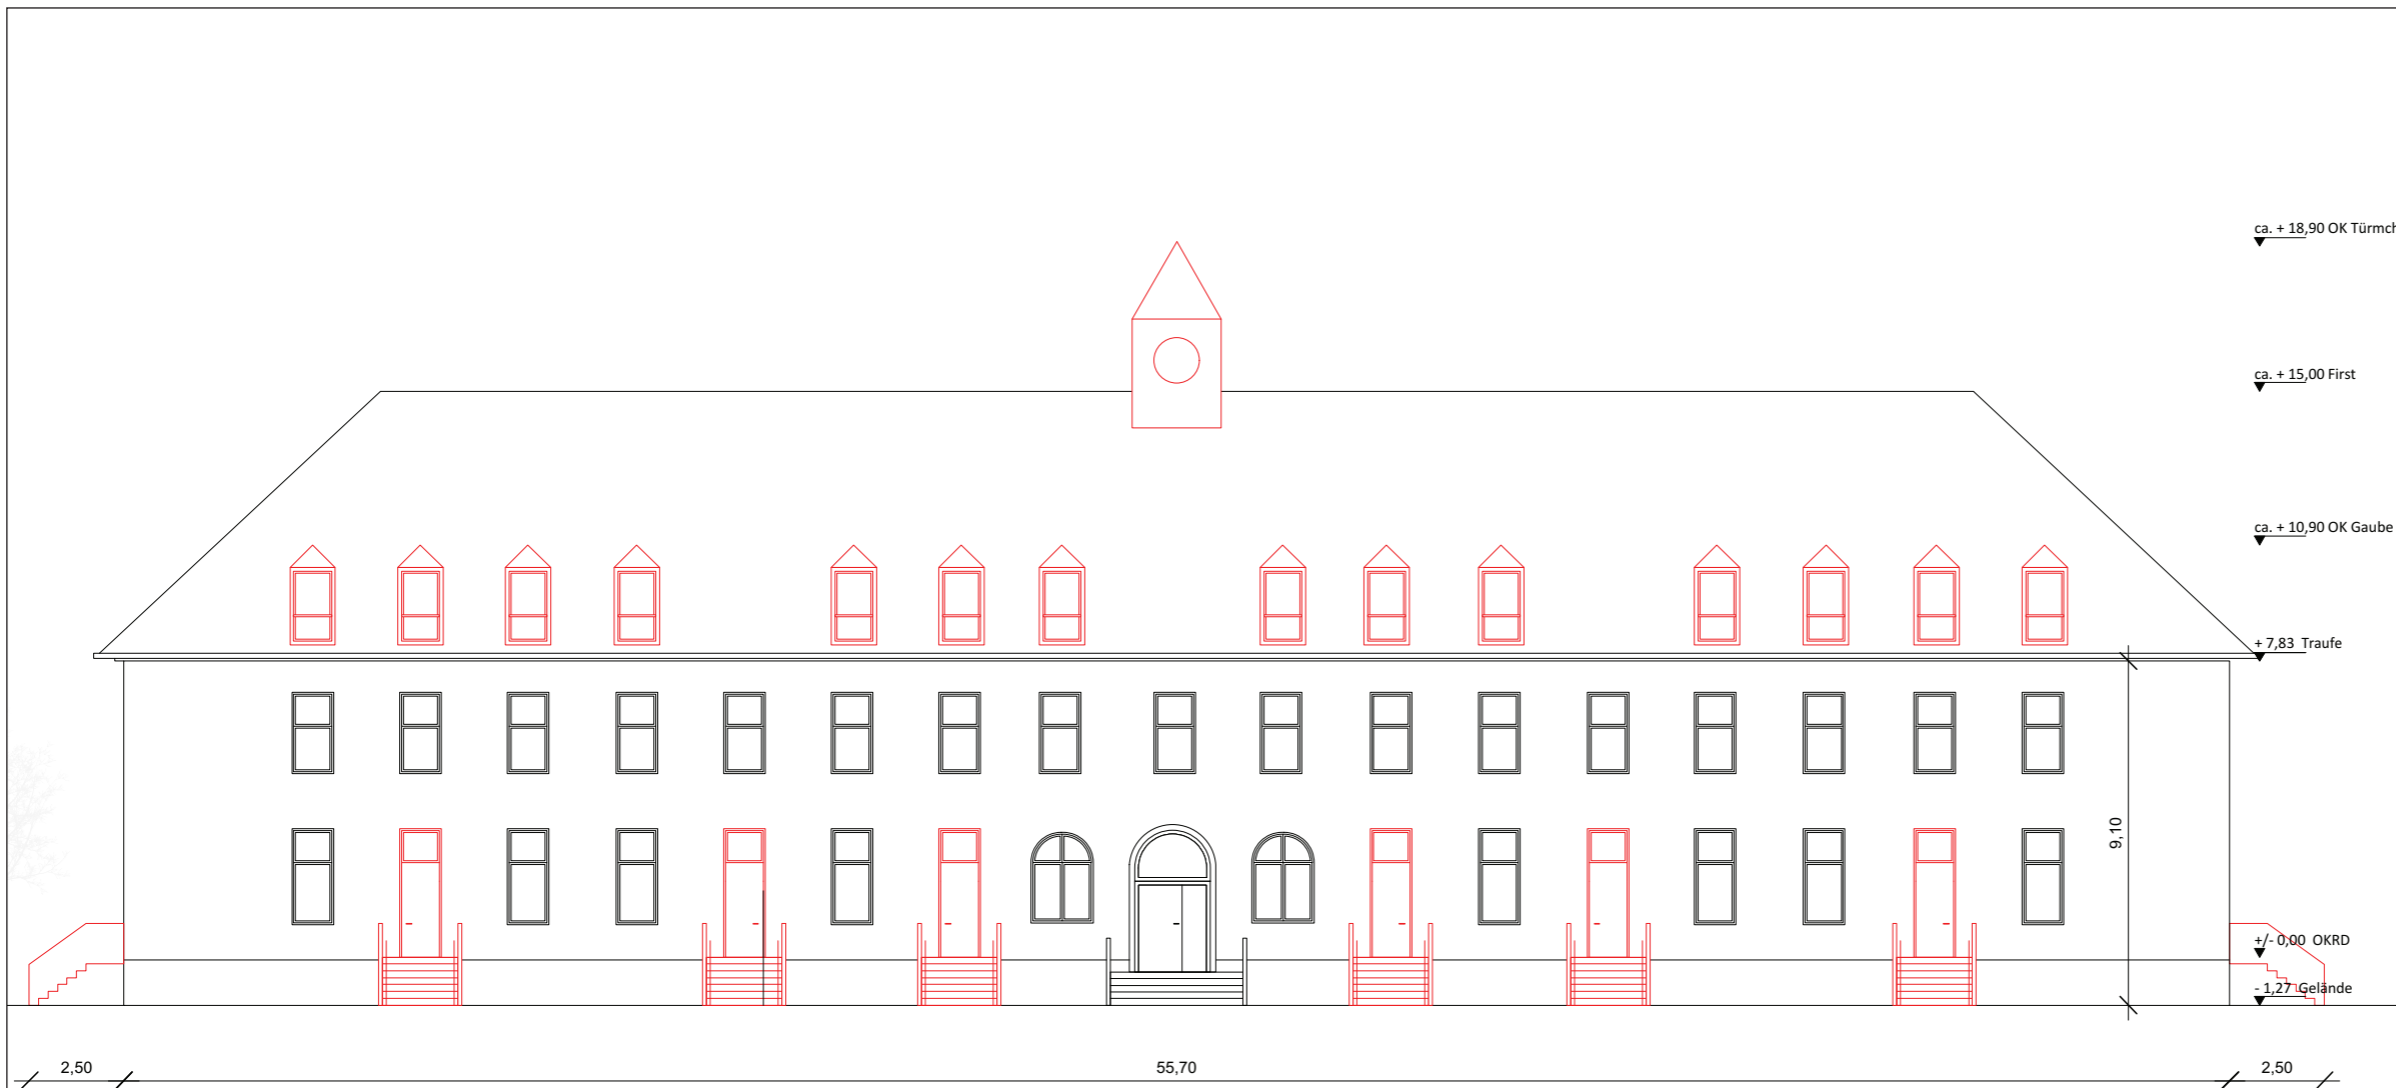 ca. + 18,90 OK Türmch
ca. + 15,00 First
ca. + 10,90 OK Gaube
+ 7,83 Traufe
9,10
+/- 0,00 OKRD
- 1,27 Gelände
2,50
55,70
2,50